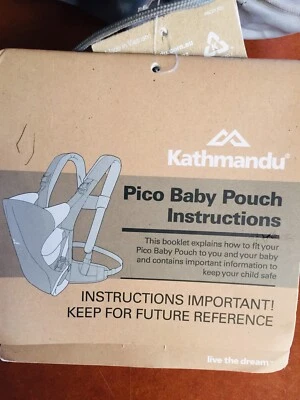 Kathmandu®
Pico Baby Pouch
Instructions
This booklet explains how to fit your
Pico Baby Pouch to you and your baby
and contains important information to
keep your child safe
INSTRUCTIONS IMPORTANT!
KEEP FOR FUTURE REFERENCE
live the dream